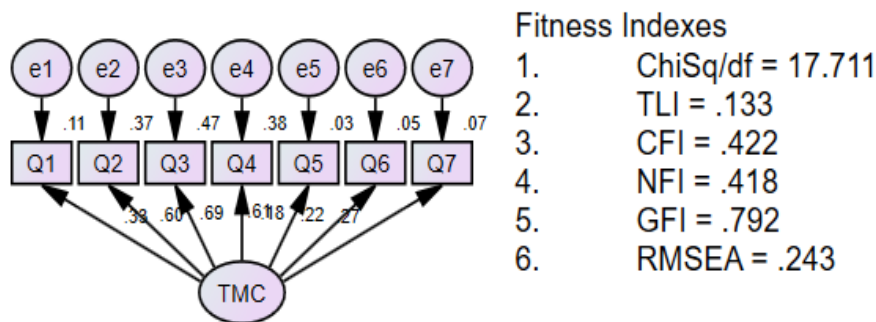 Fitness Indexes
e1 e2 e3 e4 e5 e6 e7
1. ChiSq/df = 17.711
.11 .37 .47 .38 .03 .05 .07
2. TLI = .133
Q1 Q2 Q3 Q4 Q5 Q6 Q7
3. CFI = .422
4. NFI = .418
.33 .60 .69 .61 .18 .22 .27
5. GFI = .792
6. RMSEA = .243
TMC